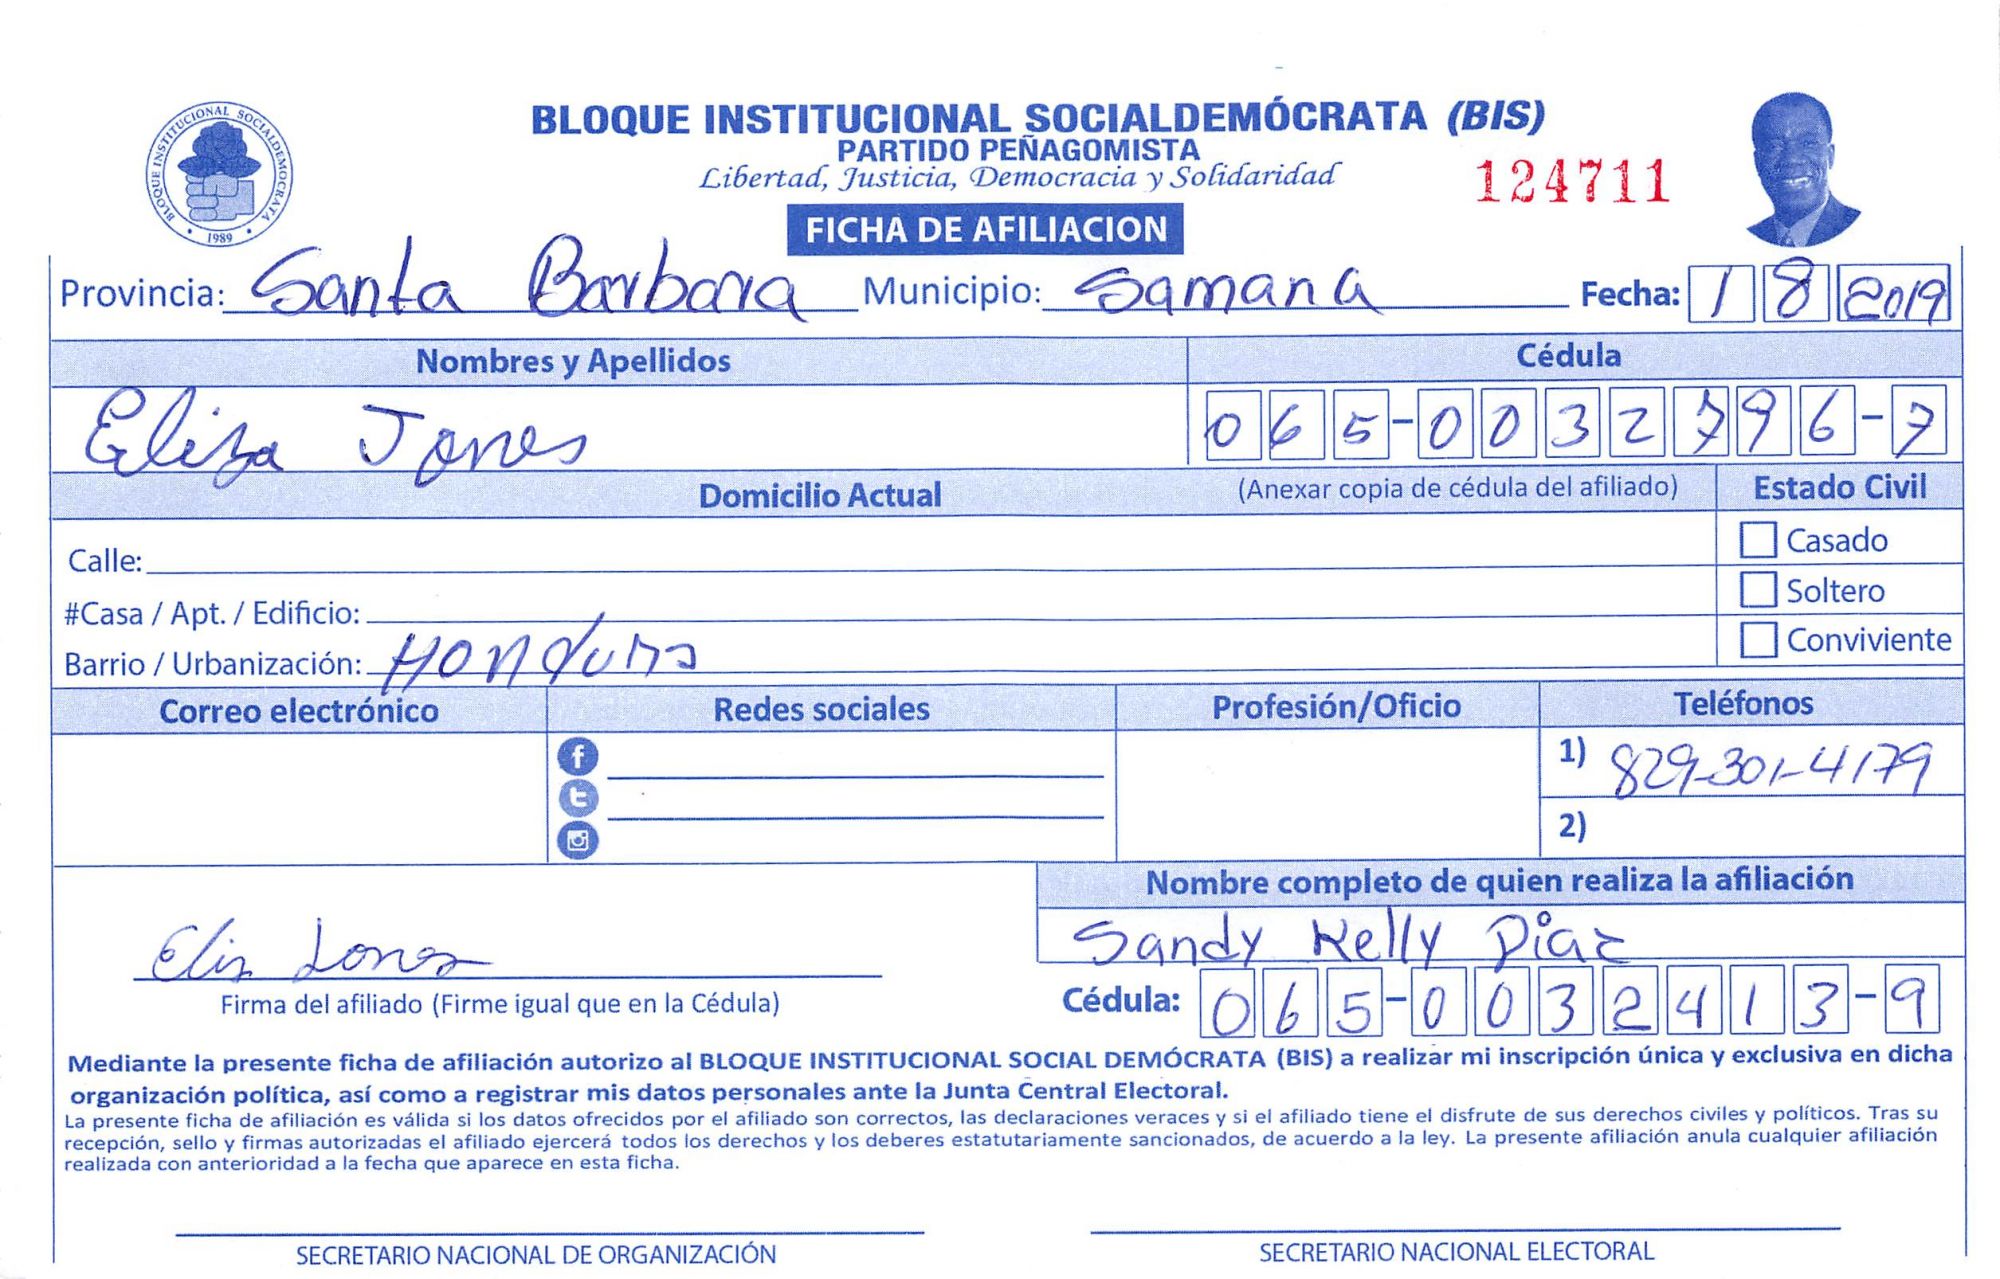 BLOQUE INSTITUCIONAL SOCIALDEMOCRATA
1989
BLOQUE INSTITUCIONAL SOCIALDEMÓCRATA (BIS)
PARTIDO PEÑAGOMISTA
Libertad, Justicia, Democracia y Solidaridad
124711
FICHA DE AFILIACION
Provincia: Santa Barbara Municipio: Samana Fecha: 1 8 2019
Nombres y Apellidos Cédula
Eliza Jones 065-0032796-7
Domicilio Actual (Anexar copia de cédula del afiliado) Estado Civil
Calle: Casado
#Casa / Apt. / Edificio: Soltero
Barrio / Urbanización: Hondura Conviviente
Correo electrónico Redes sociales Profesión/Oficio Teléfonos
1) 829-301-4179
2)
Nombre completo de quien realiza la afiliación
Sandy Kelly Diaz
Firma del afiliado (Firme igual que en la Cédula) Cédula: 065-0032413-9
Mediante la presente ficha de afiliación autorizo al BLOQUE INSTITUCIONAL SOCIAL DEMÓCRATA (BIS) a realizar mi inscripción única y exclusiva en dicha
organización política, así como a registrar mis datos personales ante la Junta Central Electoral.
La presente ficha de afiliación es válida si los datos ofrecidos por el afiliado son correctos, las declaraciones veraces y si el afiliado tiene el disfrute de sus derechos civiles y políticos. Tras su
recepción, sello y firmas autorizadas el afiliado ejercerá todos los derechos y los deberes estatutariamente sancionados, de acuerdo a la ley. La presente afiliación anula cualquier afiliación
realizada con anterioridad a la fecha que aparece en esta ficha.
SECRETARIO NACIONAL DE ORGANIZACIÓN SECRETARIO NACIONAL ELECTORAL